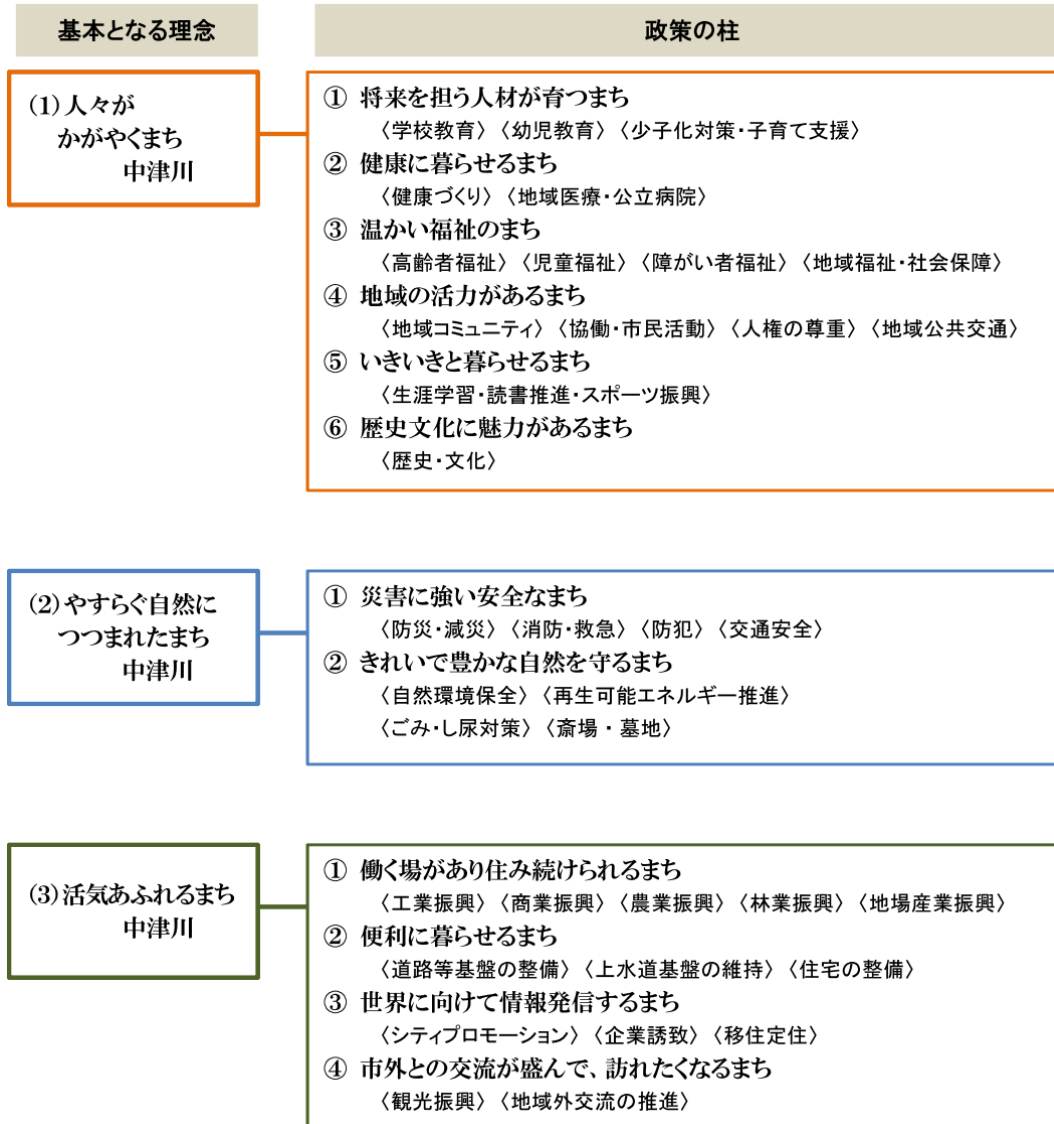 基本となる理念
政策の柱
(1)人々が
かがやくまち
中津川
① 将来を担う人材が育つまち
〈学校教育〉〈幼児教育〉〈少子化対策・子育て支援〉
② 健康に暮らせるまち
〈健康づくり〉〈地域医療・公立病院〉
③ 温かい福祉のまち
〈高齢者福祉〉〈児童福祉〉〈障がい者福祉〉〈地域福祉・社会保障〉
④ 地域の活力があるまち
〈地域コミュニティ〉〈協働・市民活動〉〈人権の尊重〉〈地域公共交通〉
⑤ いきいきと暮らせるまち
〈生涯学習・読書推進・スポーツ振興〉
⑥ 歴史文化に魅力があるまち
〈歴史・文化〉
(2)やすらぐ自然に
つつまれたまち
中津川
① 災害に強い安全なまち
〈防災・減災〉〈消防・救急〉〈防犯〉〈交通安全〉
② きれいで豊かな自然を守るまち
〈自然環境保全〉〈再生可能エネルギー推進〉
〈ごみ・し尿対策〉〈斎場・墓地〉
(3)活気あふれるまち
中津川
① 働く場があり住み続けられるまち
〈工業振興〉〈商業振興〉〈農業振興〉〈林業振興〉〈地場産業振興〉
② 便利に暮らせるまち
〈道路等基盤の整備〉〈上水道基盤の維持〉〈住宅の整備〉
③ 世界に向けて情報発信するまち
〈シティプロモーション〉〈企業誘致〉〈移住定住〉
④ 市外との交流が盛んで、訪れたくなるまち
〈観光振興〉〈地域外交流の推進〉